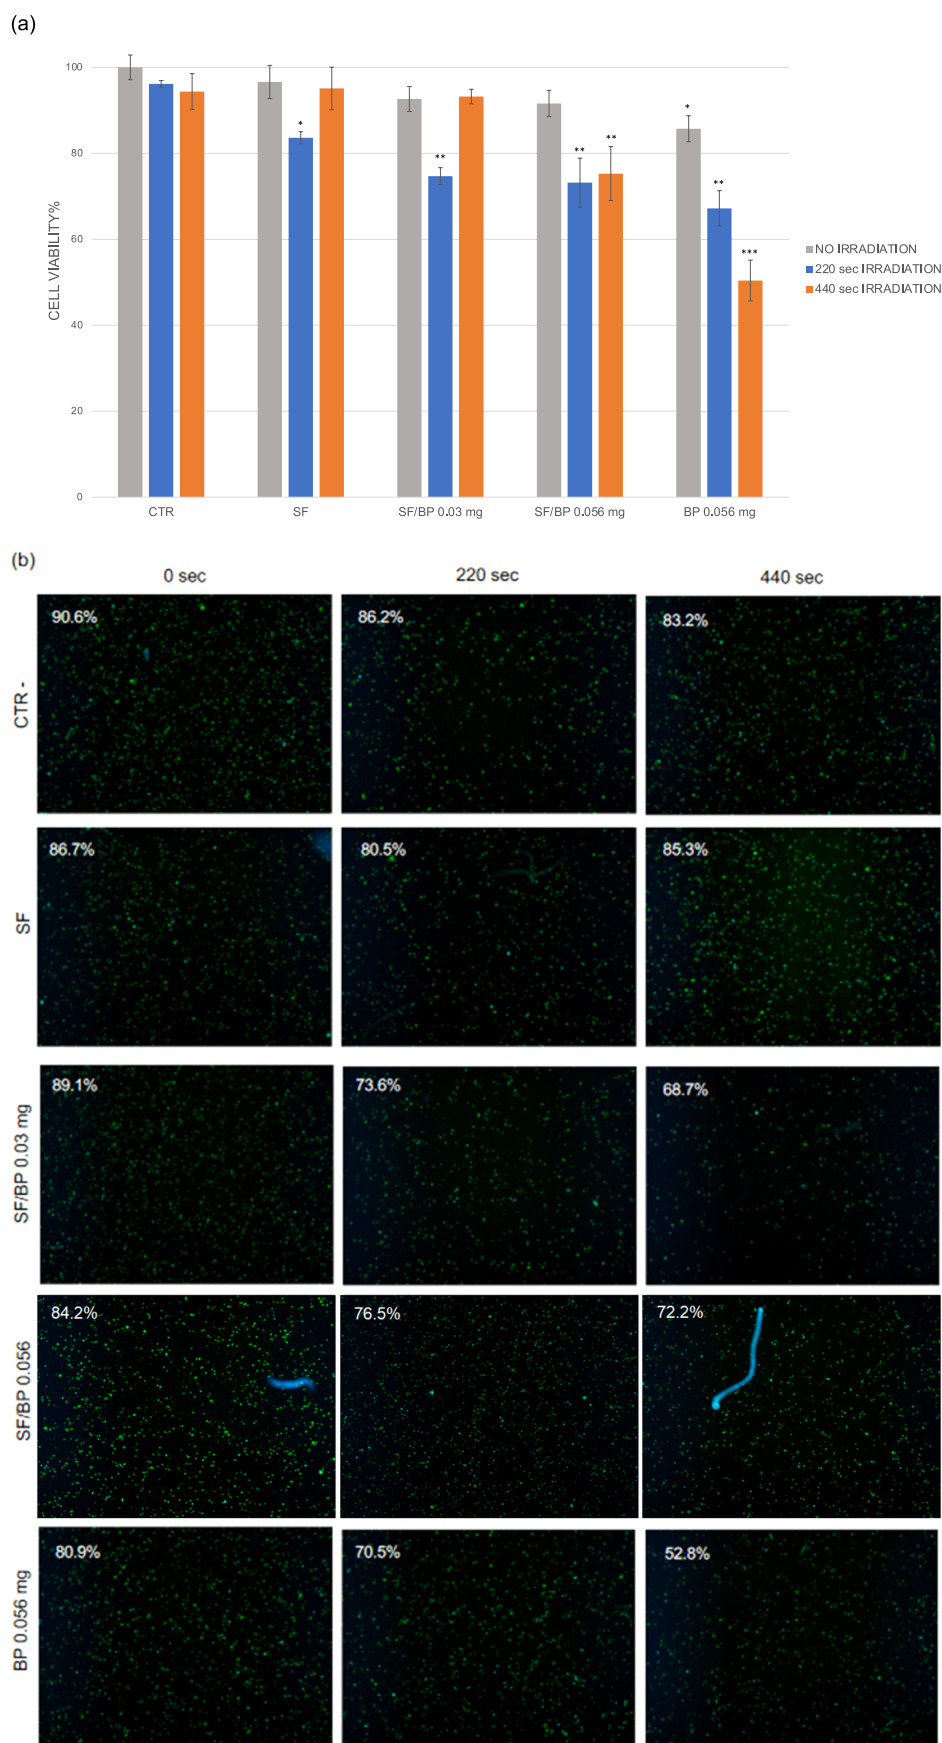 (a)
100
80
60
40
20
0
CELL VIABILITY%
*
**
**
**
*
**
***
CTR
SF
SF/BP 0.03 mg
SF/BP 0.056 mg
BP 0.056 mg
NO IRRADIATION
220 sec IRRADIATION
440 sec IRRADIATION
(b)
0 sec
220 sec
440 sec
CTR -
90.6%
86.2%
83.2%
SF
86.7%
80.5%
85.3%
SF/BP 0.03 mg
89.1%
73.6%
68.7%
SF/BP 0.056
84.2%
76.5%
72.2%
BP 0.056 mg
80.9%
70.5%
52.8%